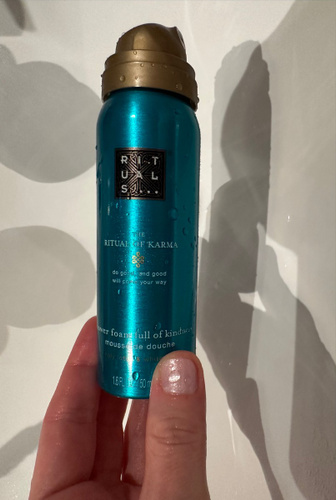 RIT
UAL
S...
THE
RITUAL OF KARMA
do good and good
will come your way
foam full of kindness
mousse de douche